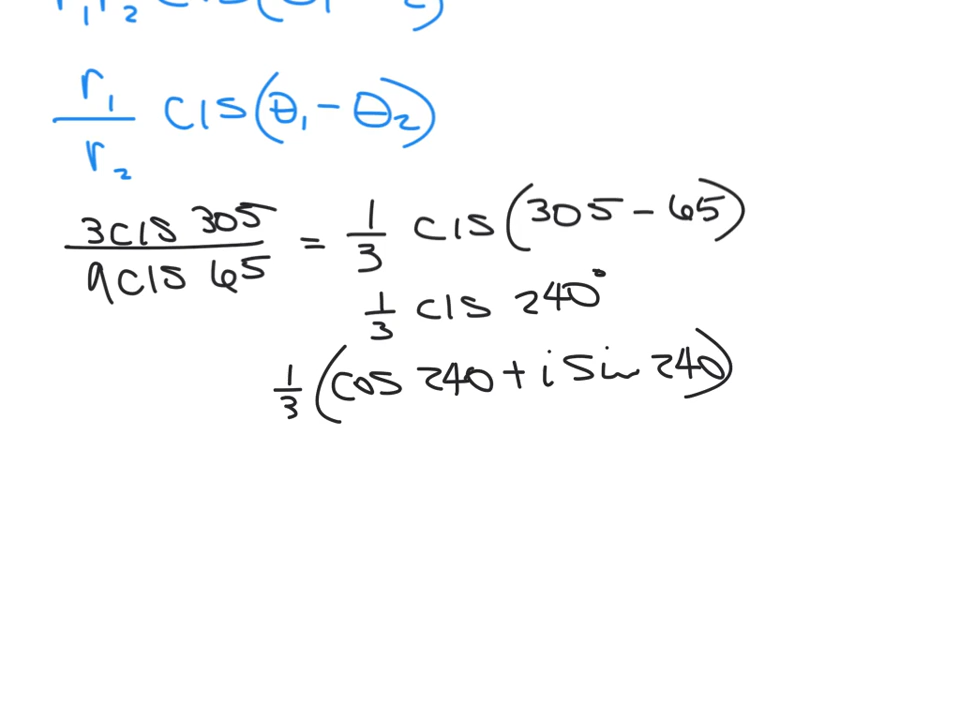 r₁/r₂ cis(θ₁ - θ₂)
3cis 305 / 9cis 65 = 1/3 cis(305 - 65)
1/3 cis 240°
1/3 (cos 240 + i sin 240)